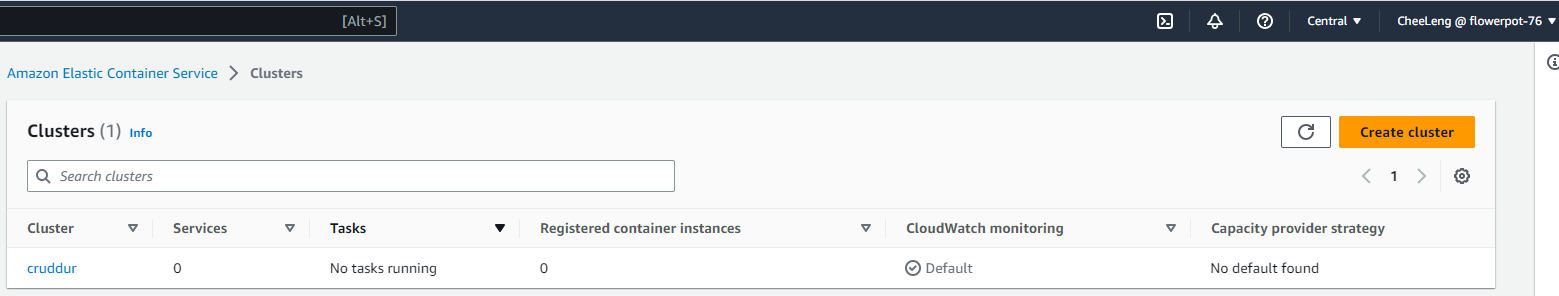 [Alt+S] Central CheeLeng @ flowerpot-76
Amazon Elastic Container Service Clusters
Clusters (1) Info
Create cluster
Search clusters
1
Cluster Services Tasks Registered container instances CloudWatch monitoring Capacity provider strategy
cruddur 0 No tasks running 0 Default No default found